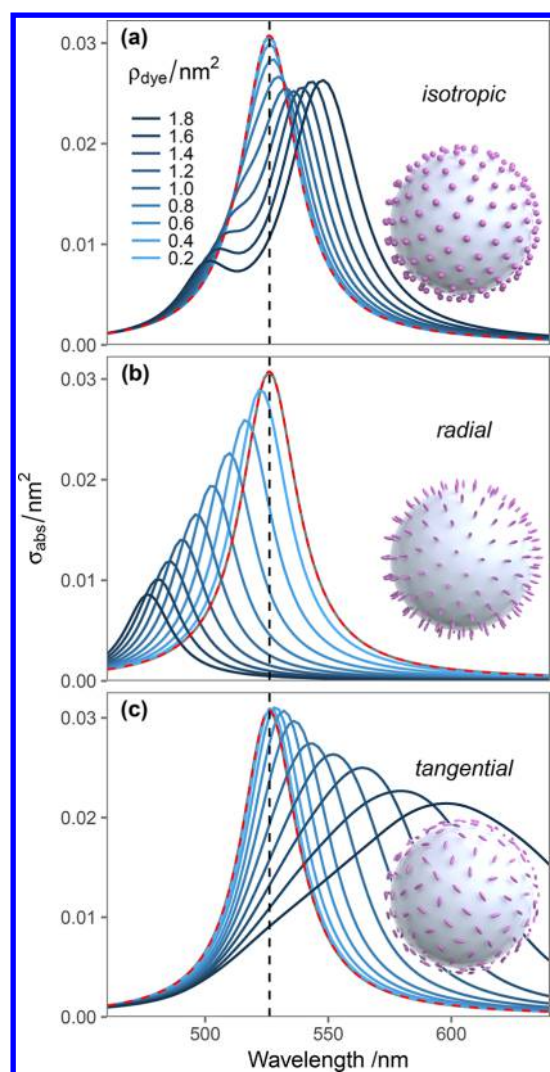 (a)
0.03
ρdye/nm²
isotropic
1.8
1.6
0.02
1.4
1.2
1.0
0.8
0.6
0.01
0.4
0.2
0.00
(b)
0.03
radial
0.02
σabs/nm²
0.01
0.00
(c)
0.03
tangential
0.02
0.01
0.00
500 550 600
Wavelength /nm